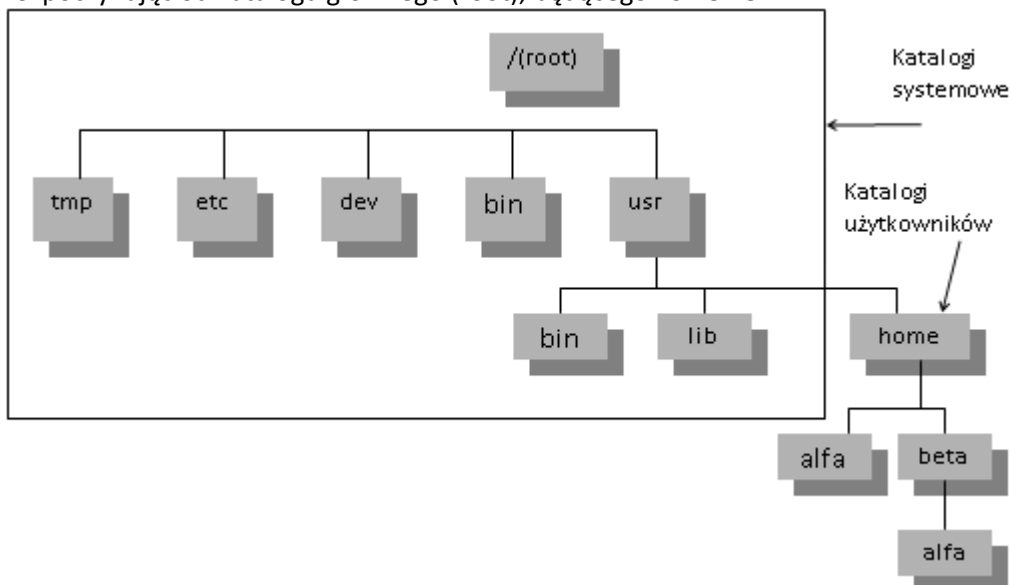 /(root)
Katalogi
systemowe
tmp
etc
dev
bin
usr
Katalogi
użytkowników
bin
lib
home
alfa
beta
alfa